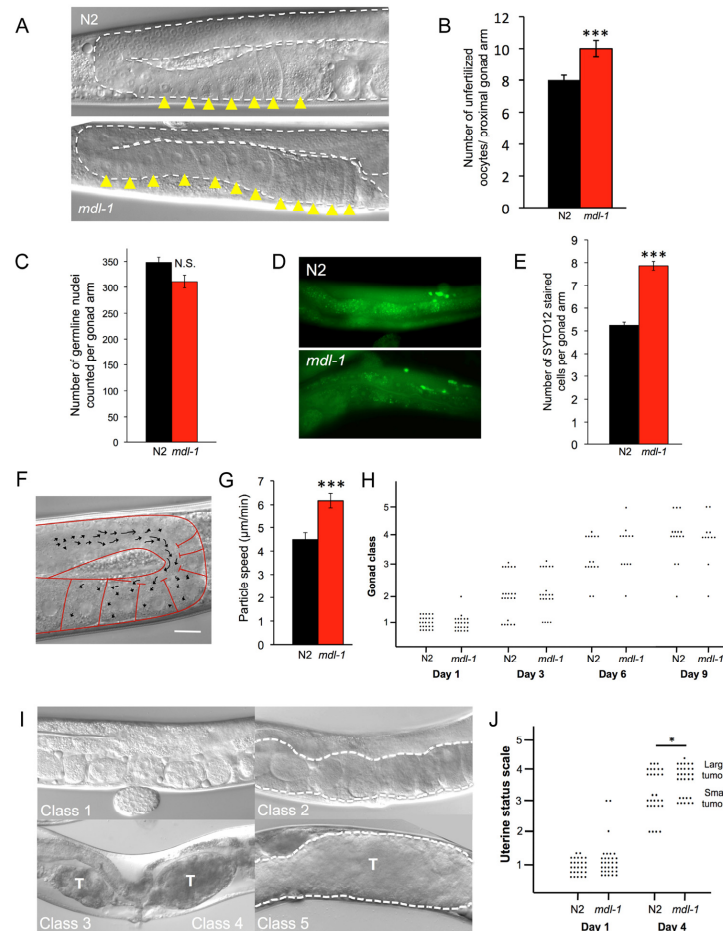 A
N2
mdl-1
B
Number of unfertilized
oocytes/ proximal gonad arm
12
10
8
6
4
2
0
***
N2 mdl-1
C
Number of germline nuclei
counted per gonad arm
350
300
250
200
150
100
50
0
N.S.
N2 mdl-1
D
N2
mdl-1
E
Number of SYTO12 staired
cells per gonad arm
9
8
7
6
5
4
3
2
1
0
***
N2 mdl-1
F
G
Particle speed (µm/min)
7
6
5
4
3
2
1
0
***
N2 mdl-1
H
Gonad class
5
4
3
2
1
N2 mdl-1 N2 mdl-1 N2 mdl-1 N2 mdl-1
Day 1 Day 3 Day 6 Day 9
I
Class 1
Class 2
T
T
T
Class 3
Class 4
Class 5
J
Uterine status scale
5
4
3
2
1
*
Larg
tumo
Sma
tumo
N2 mdl-1 N2 mdl-1
Day 1 Day 4